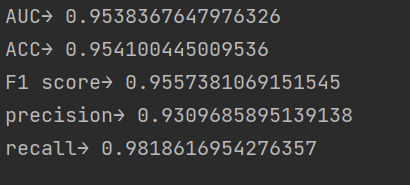 AUC→ 0.9538367647976326
ACC→ 0.954100445009536
F1 score→ 0.9557381069151545
precision→ 0.9309685895139138
recall→ 0.9818616954276357